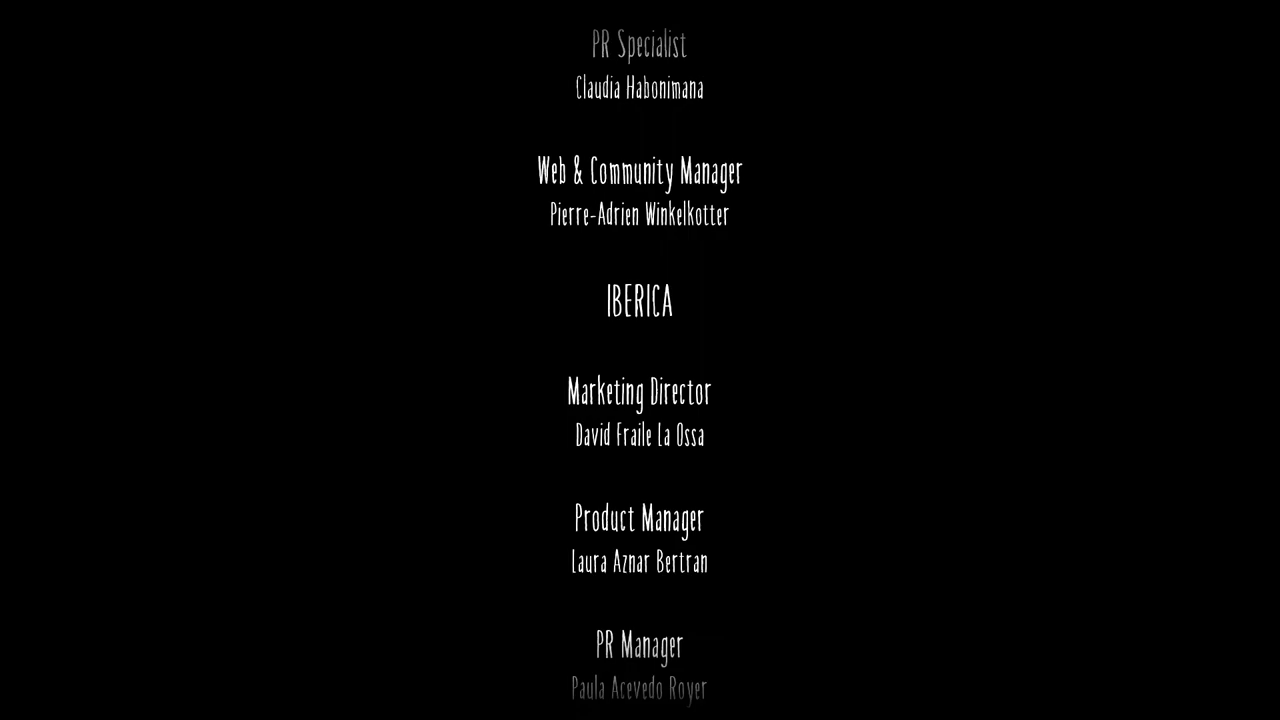 PR Specialist
Claudia Habonimana
Web & Community Manager
Pierre-Adrien Winkelkotter
IBERICA
Marketing Director
David Fraile La Ossa
Product Manager
Laura Aznar Bertran
PR Manager
Paula Acevedo Royer